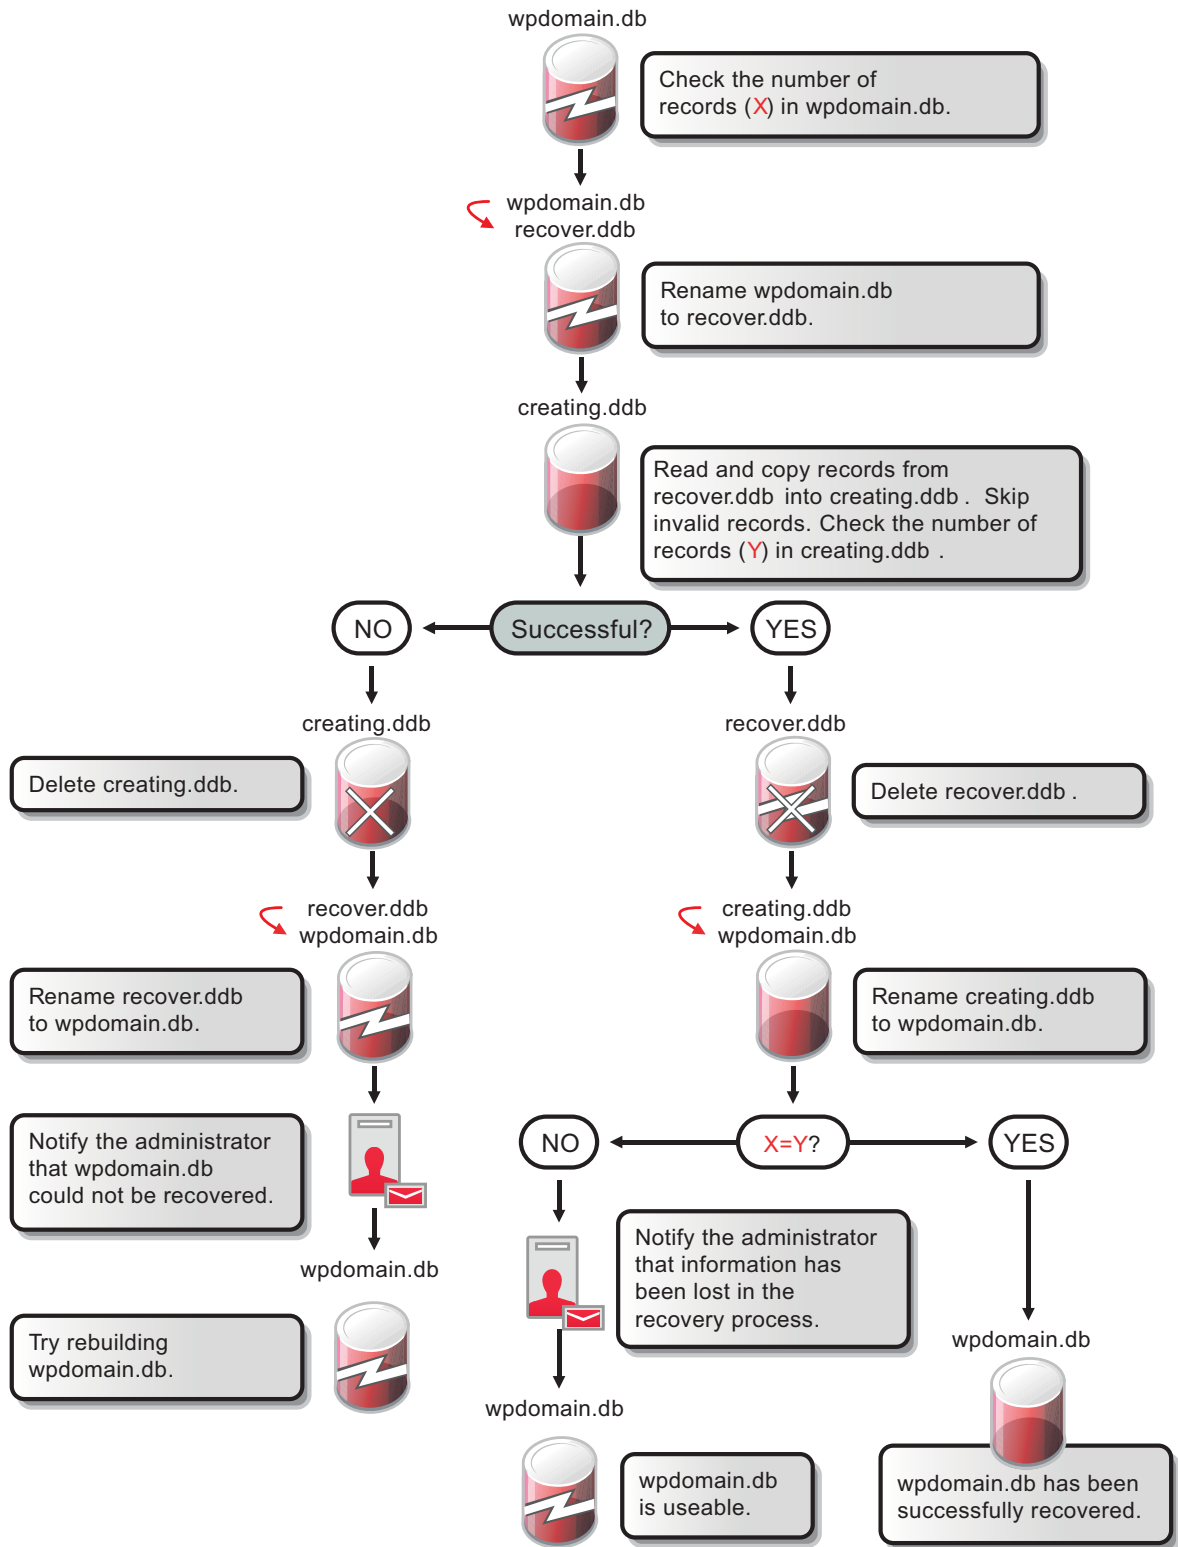 wpdomain.db
Check the number of
records (X) in wpdomain.db.
wpdomain.db
recover.ddb
Rename wpdomain.db
to recover.ddb.
creating.ddb
Read and copy records from
recover.ddb into creating.ddb . Skip
invalid records. Check the number of
records (Y) in creating.ddb .
NO
Successful?
YES
creating.ddb
Delete creating.ddb.
recover.ddb
wpdomain.db
Rename recover.ddb
to wpdomain.db.
Notify the administrator
that wpdomain.db
could not be recovered.
wpdomain.db
Try rebuilding
wpdomain.db.
recover.ddb
Delete recover.ddb .
creating.ddb
wpdomain.db
Rename creating.ddb
to wpdomain.db.
NO
X=Y?
YES
Notify the administrator
that information has
been lost in the
recovery process.
wpdomain.db
wpdomain.db
is useable.
wpdomain.db
wpdomain.db has been
successfully recovered.